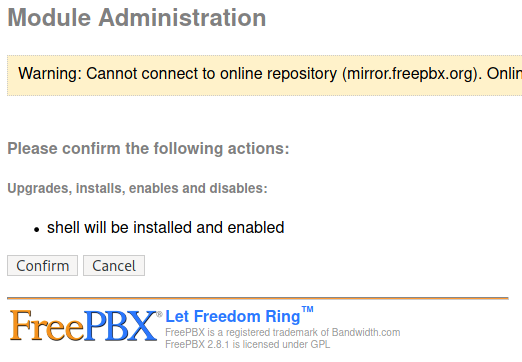 Module Administration
Warning: Cannot connect to online repository (mirror.freepbx.org). Onlin
Please confirm the following actions:
Upgrades, installs, enables and disables:
• shell will be installed and enabled
Confirm Cancel
FreePBX® Let Freedom Ring™
FreePBX is a registered trademark of Bandwidth.com
FreePBX 2.8.1 is licensed under GPL